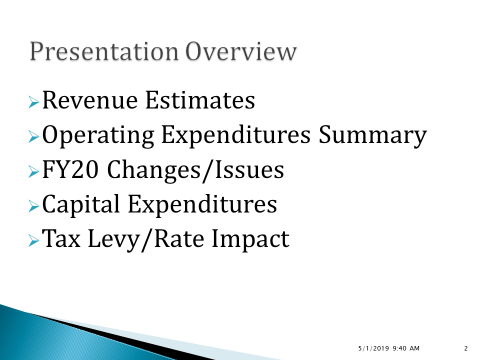 Presentation Overview
Revenue Estimates
Operating Expenditures Summary
FY20 Changes/Issues
Capital Expenditures
Tax Levy/Rate Impact
5/1/2019 9:40 AM 2